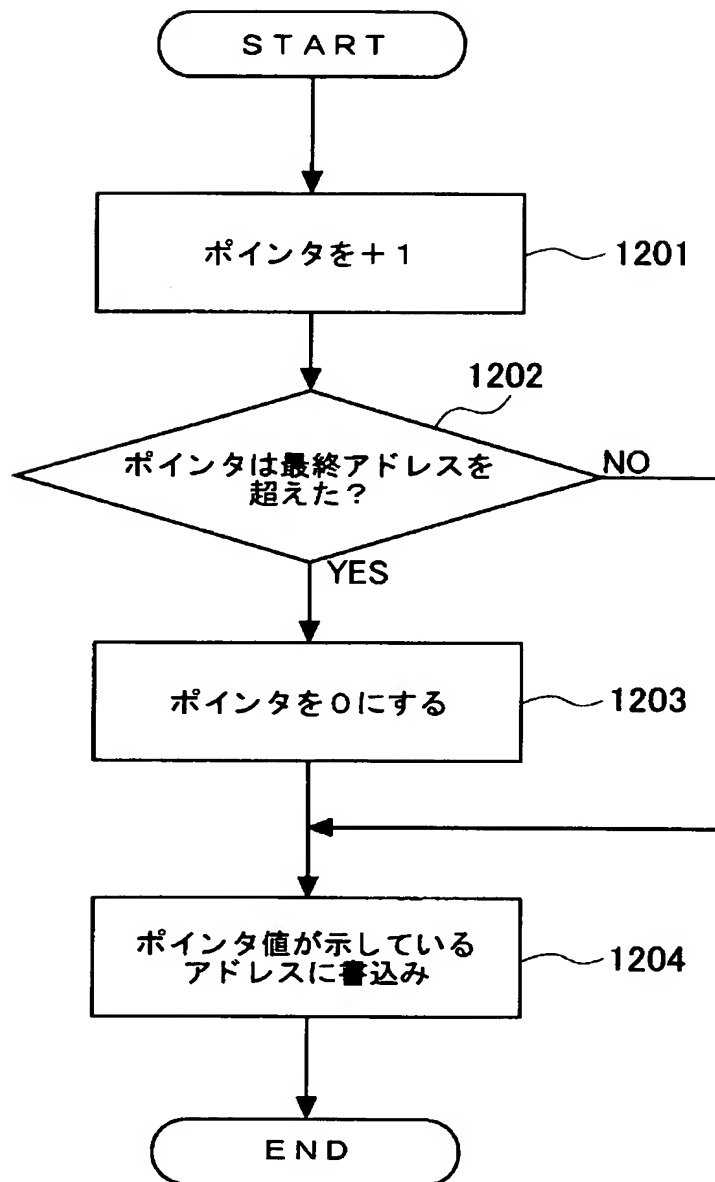 START
ポインタを+1
1201
1202
ポインタは最終アドレスを
超えた?
NO
YES
ポインタを0にする
1203
ポインタ値が示している
アドレスに書込み
1204
END